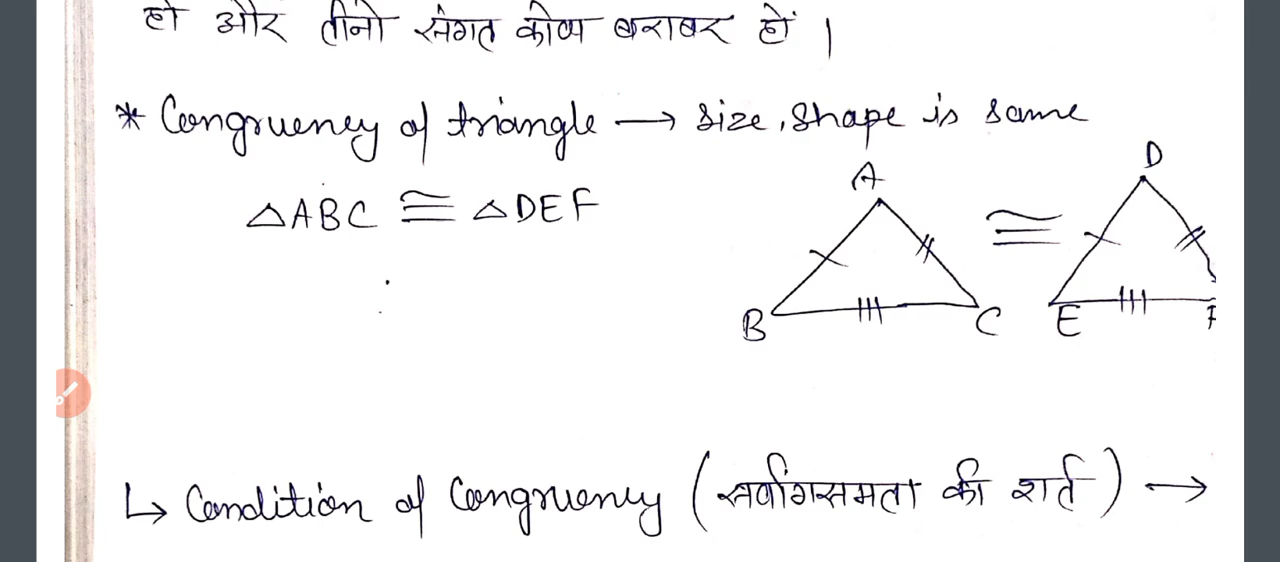 हो और तीनो संगत कोण बराबर हों |
* Congruency of triangle → Size, Shape is same
△ABC ≅ △DEF
A
B
C
≅
D
E
F
↳ Condition of Congruency (सर्वांगसमता की शर्त) →